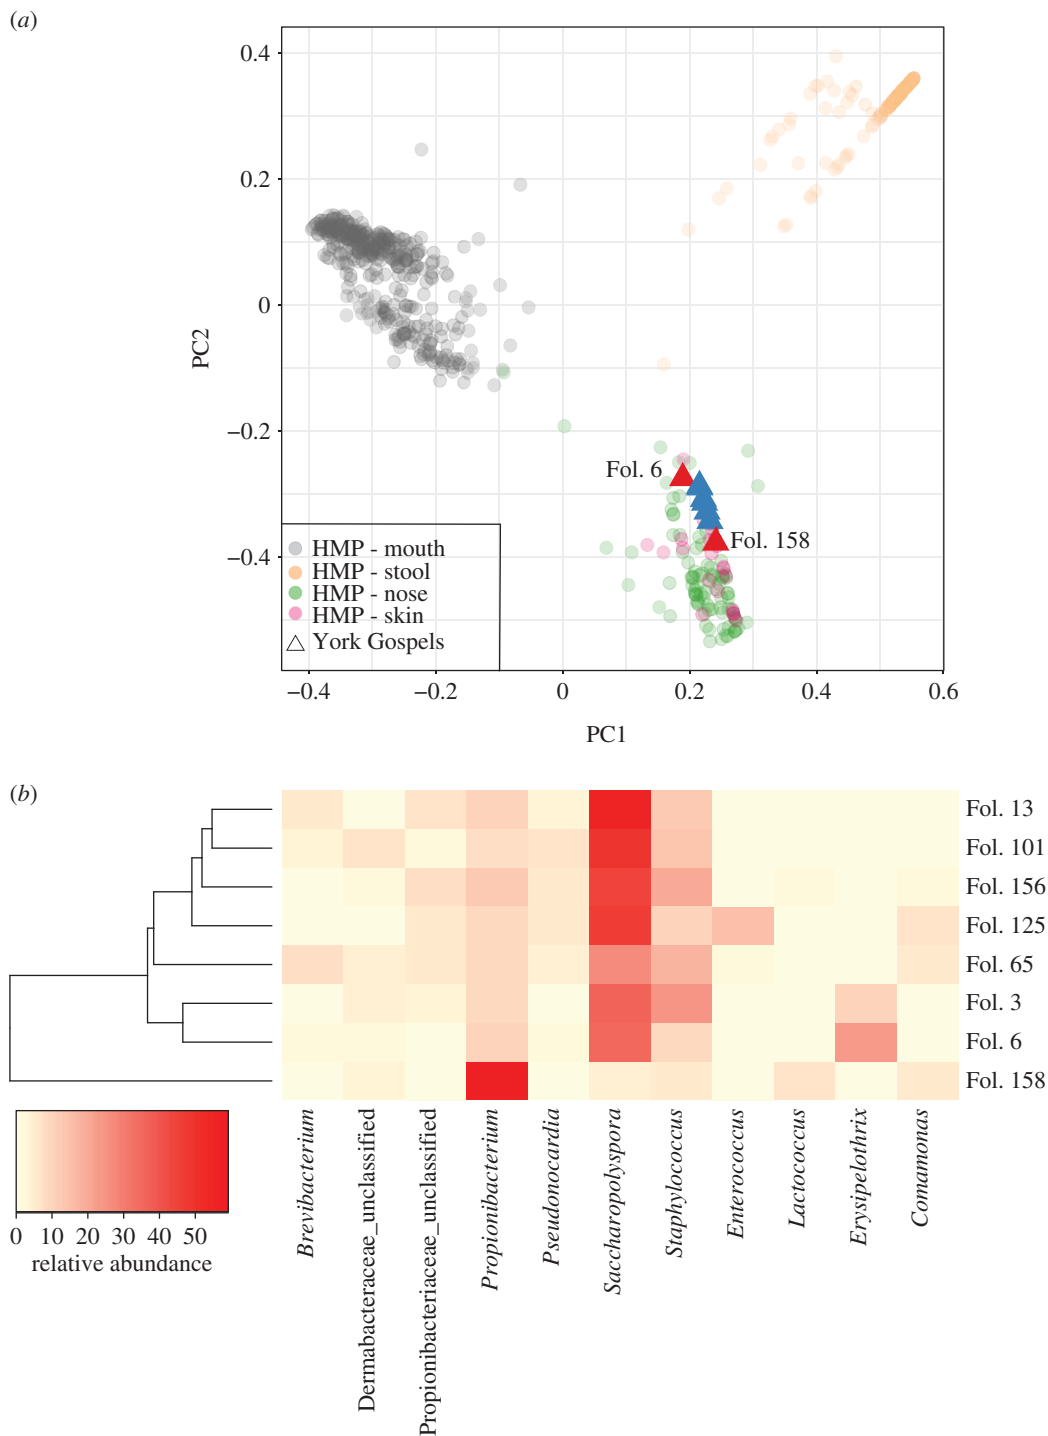 (a)
0.4
0.2
0
−0.2
−0.4
PC2
Fol. 6
Fol. 158
HMP - mouth
HMP - stool
HMP - nose
HMP - skin
York Gospels
−0.4 −0.2 0 0.2 0.4 0.6
PC1
(b)
Fol. 13
Fol. 101
Fol. 156
Fol. 125
Fol. 65
Fol. 3
Fol. 6
Fol. 158
0 10 20 30 40 50
relative abundance
Brevibacterium
Dermabacteraceae_unclassified
Propionibacteriaceae_unclassified
Propionibacterium
Pseudonocardia
Saccharopolyspora
Staphylococcus
Enterococcus
Lactococcus
Erysipelothrix
Comamonas